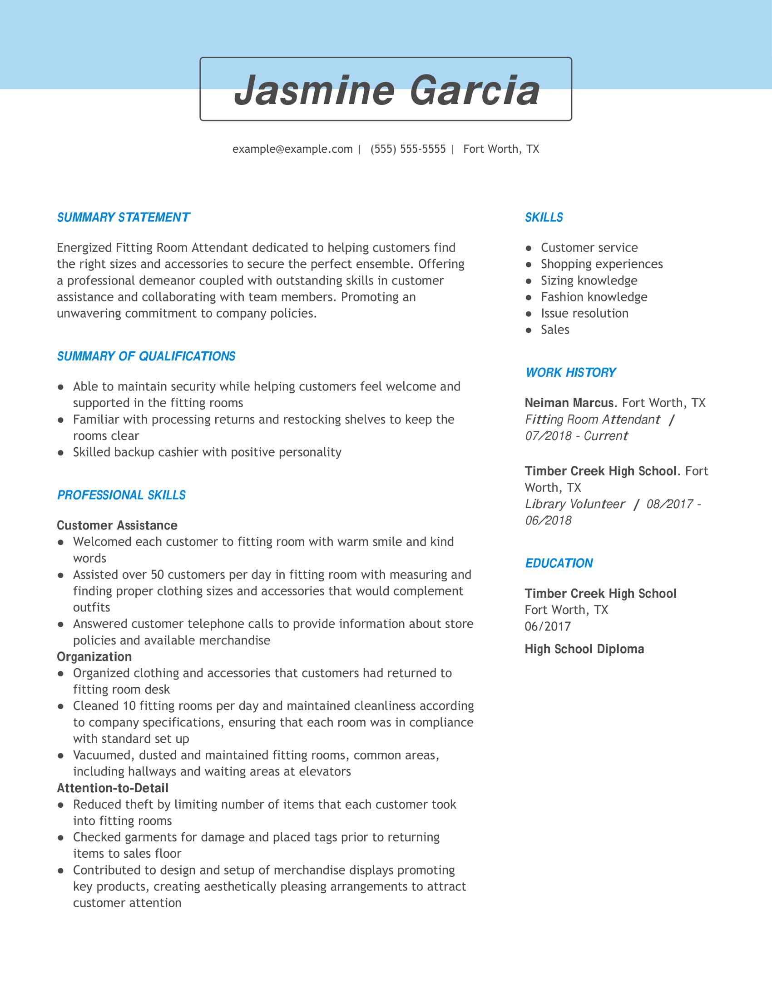 Jasmine Garcia
example@example.com | (555) 555-5555 | Fort Worth, TX
SUMMARY STATEMENT
Energized Fitting Room Attendant dedicated to helping customers find
the right sizes and accessories to secure the perfect ensemble. Offering
a professional demeanor coupled with outstanding skills in customer
assistance and collaborating with team members. Promoting an
unwavering commitment to company policies.
SUMMARY OF QUALIFICATIONS
● Able to maintain security while helping customers feel welcome and
supported in the fitting rooms
● Familiar with processing returns and restocking shelves to keep the
rooms clear
● Skilled backup cashier with positive personality
PROFESSIONAL SKILLS
Customer Assistance
● Welcomed each customer to fitting room with warm smile and kind
words
● Assisted over 50 customers per day in fitting room with measuring and
finding proper clothing sizes and accessories that would complement
outfits
● Answered customer telephone calls to provide information about store
policies and available merchandise
Organization
● Organized clothing and accessories that customers had returned to
fitting room desk
● Cleaned 10 fitting rooms per day and maintained cleanliness according
to company specifications, ensuring that each room was in compliance
with standard set up
● Vacuumed, dusted and maintained fitting rooms, common areas,
including hallways and waiting areas at elevators
Attention-to-Detail
● Reduced theft by limiting number of items that each customer took
into fitting rooms
● Checked garments for damage and placed tags prior to returning
items to sales floor
● Contributed to design and setup of merchandise displays promoting
key products, creating aesthetically pleasing arrangements to attract
customer attention
SKILLS
● Customer service
● Shopping experiences
● Sizing knowledge
● Fashion knowledge
● Issue resolution
● Sales
WORK HISTORY
Neiman Marcus. Fort Worth, TX
Fitting Room Attendant /
07/2018 - Current
Timber Creek High School. Fort
Worth, TX
Library Volunteer / 08/2017 -
06/2018
EDUCATION
Timber Creek High School
Fort Worth, TX
06/2017
High School Diploma